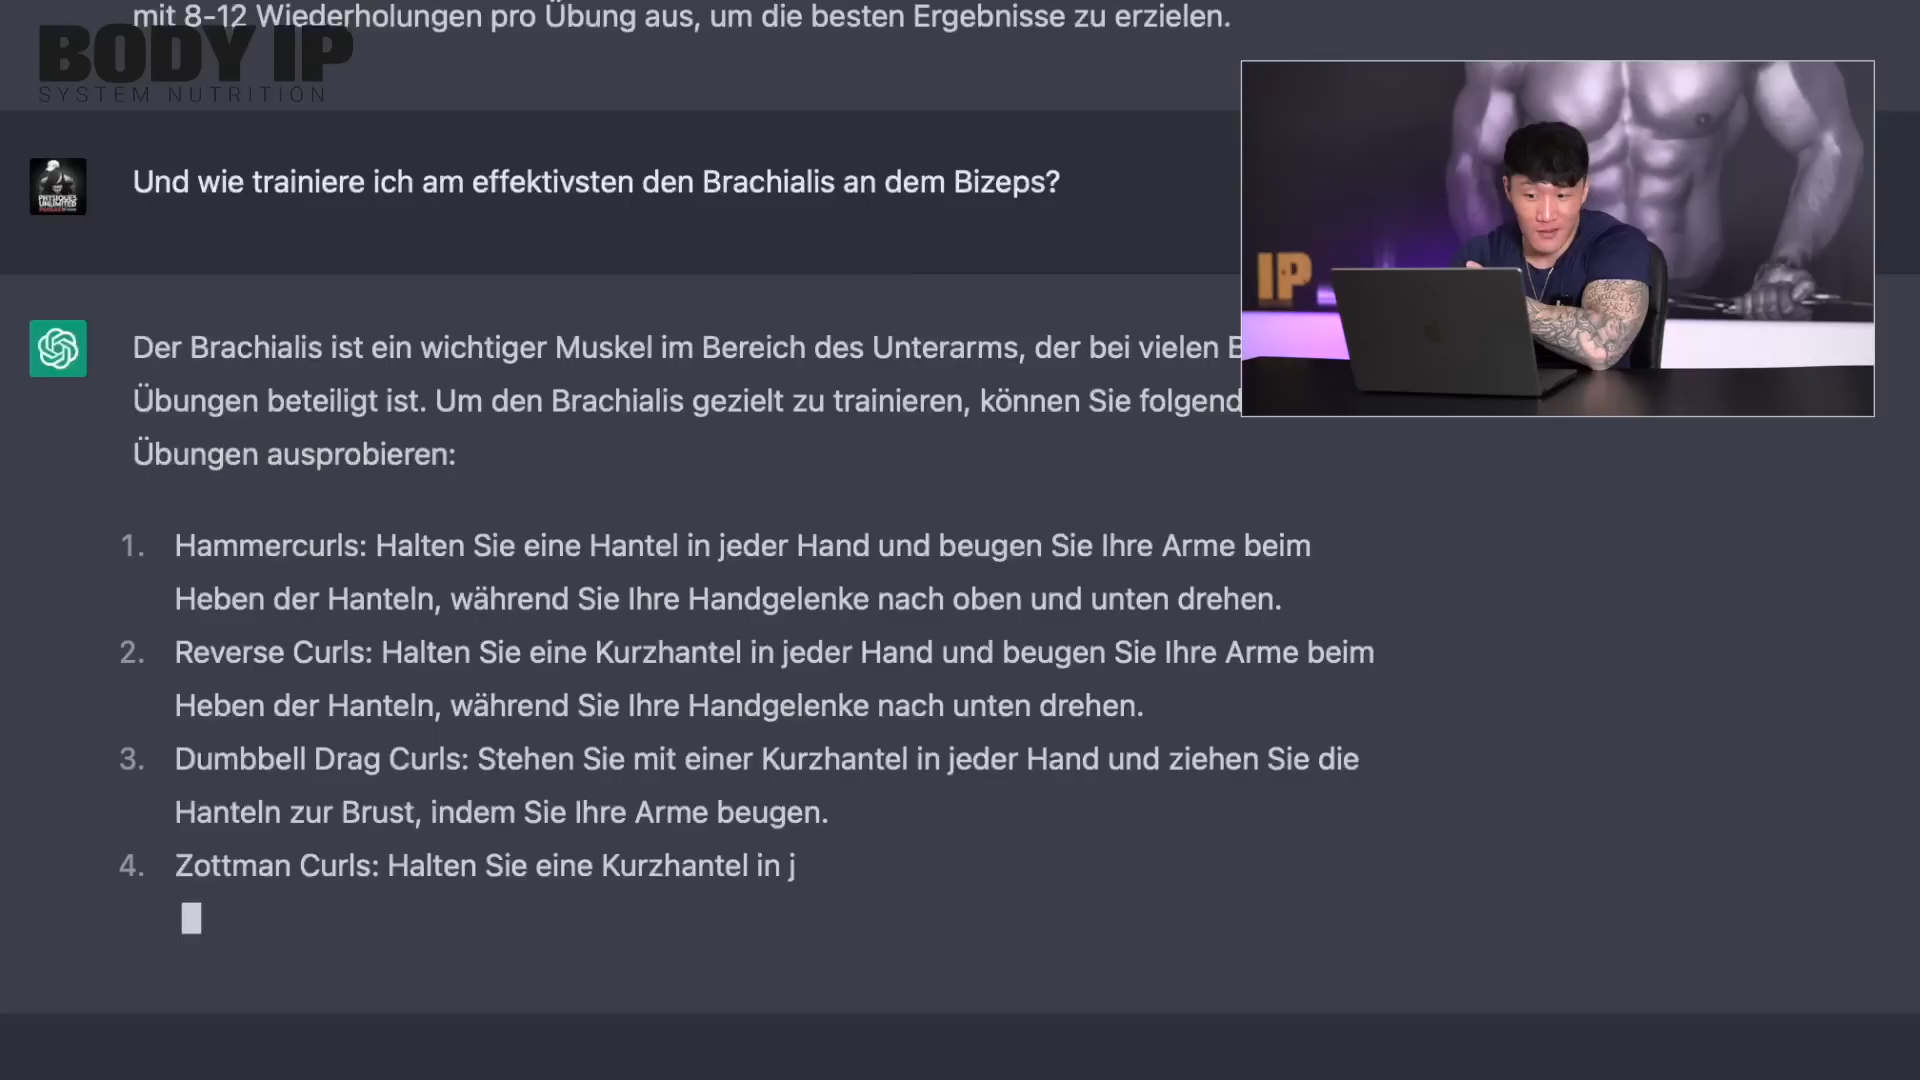 mit 8-12 Wiederholungen pro Übung aus, um die besten Ergebnisse zu erzielen.
BODY IP
SYSTEM NUTRITION
Und wie trainiere ich am effektivsten den Brachialis an dem Bizeps?
PHYSIQUES
UNLIMITED
IP
Der Brachialis ist ein wichtiger Muskel im Bereich des Unterarms, der bei vielen B
Übungen beteiligt ist. Um den Brachialis gezielt zu trainieren, können Sie folgend
Übungen ausprobieren:
1. Hammercurls: Halten Sie eine Hantel in jeder Hand und beugen Sie Ihre Arme beim
Heben der Hanteln, während Sie Ihre Handgelenke nach oben und unten drehen.
2. Reverse Curls: Halten Sie eine Kurzhantel in jeder Hand und beugen Sie Ihre Arme beim
Heben der Hanteln, während Sie Ihre Handgelenke nach unten drehen.
3. Dumbbell Drag Curls: Stehen Sie mit einer Kurzhantel in jeder Hand und ziehen Sie die
Hanteln zur Brust, indem Sie Ihre Arme beugen.
4. Zottman Curls: Halten Sie eine Kurzhantel in j